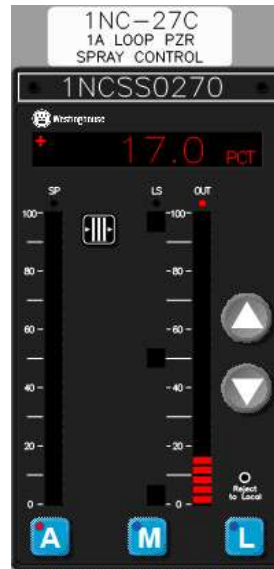 1NC-27C
1A LOOP PZR
SPRAY CONTROL
1NCSS0270
Westinghouse
+ 17.0 PCT
SP LS OUT
100 100
80 80
60 60
40 40
20 20
0 0
Reject
to Local
A M L